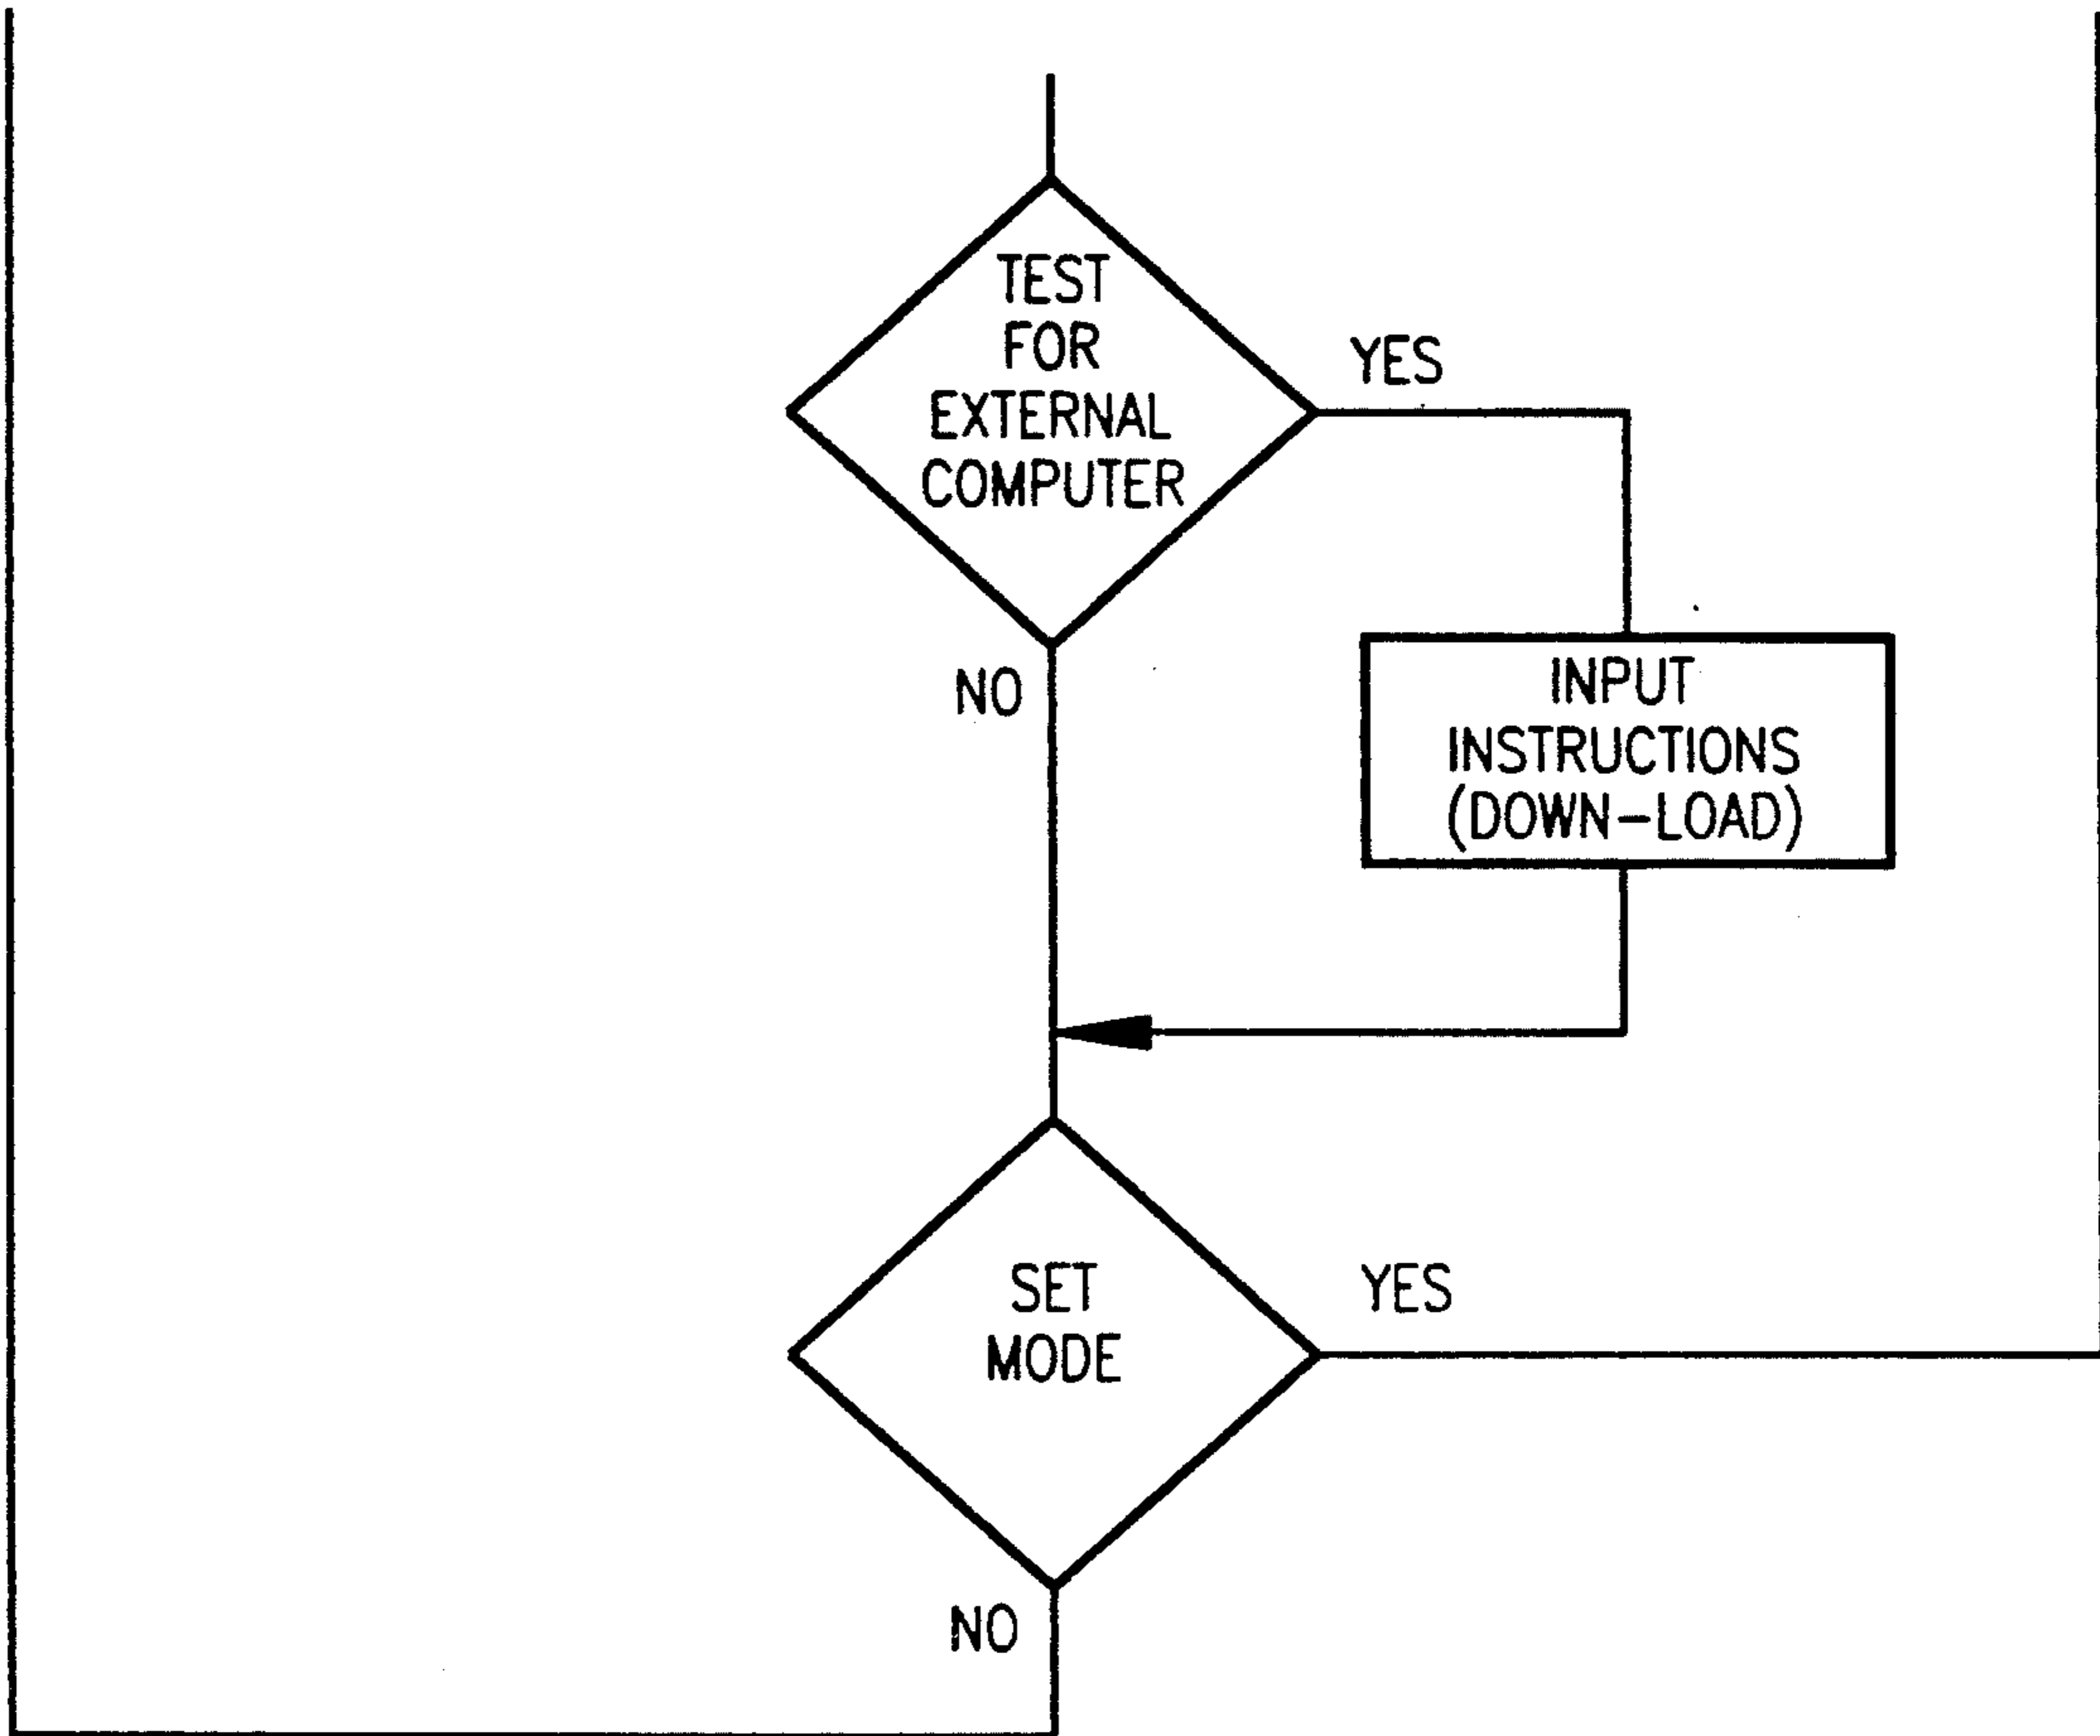 TEST
FOR
EXTERNAL
COMPUTER
YES
NO
INPUT
INSTRUCTIONS
(DOWN-LOAD)
SET
MODE
YES
NO